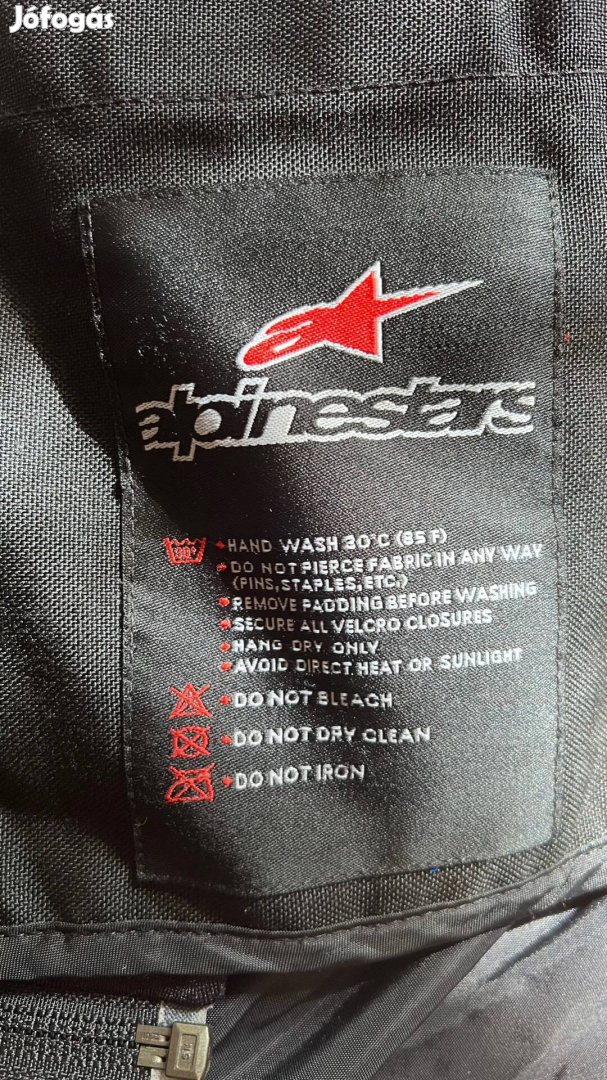 Jófogás
alpinestars
30° HAND WASH 30°C (85 F)
DO NOT PIERCE FABRIC IN ANY WAY
(PINS, STAPLES, ETC.)
REMOVE PADDING BEFORE WASHING
SECURE ALL VELCRO CLOSURES
HANG DRY ONLY
AVOID DIRECT HEAT OR SUNLIGHT
DO NOT BLEACH
DO NOT DRY CLEAN
DO NOT IRON